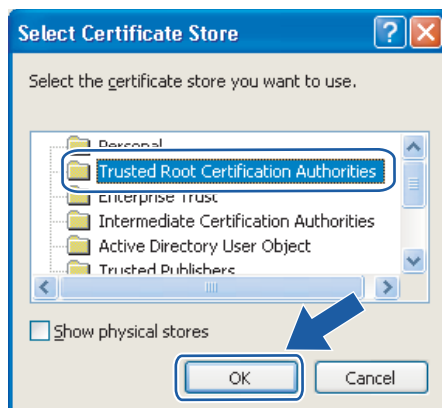 Select Certificate Store
Select the certificate store you want to use.
Personal
Trusted Root Certification Authorities
Enterprise Trust
Intermediate Certification Authorities
Active Directory User Object
Trusted Publishers
Show physical stores
OK
Cancel